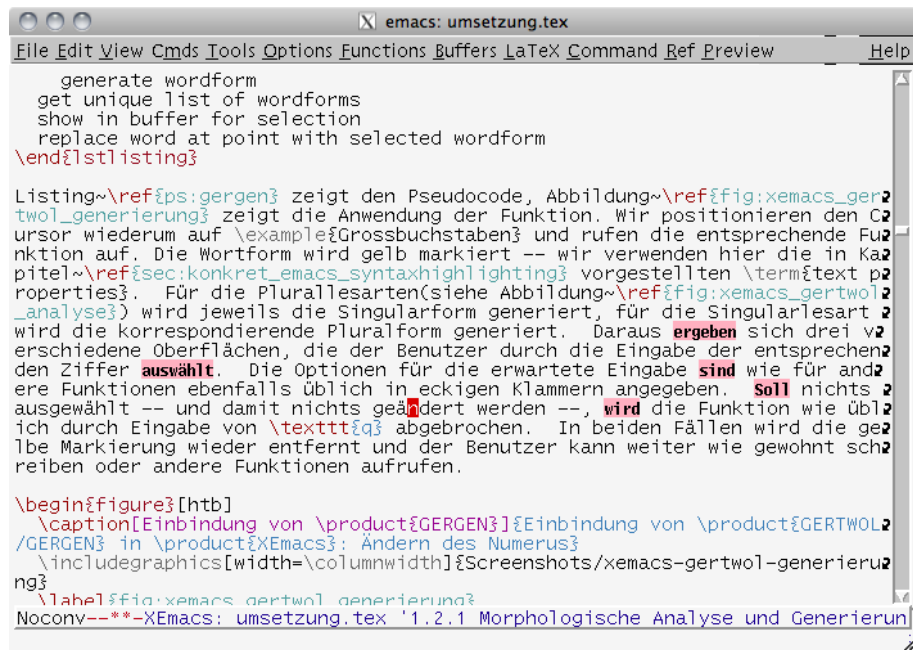 emacs: umsetzung.tex
File Edit View Cmds Tools Options Functions Buffers LaTeX Command Ref Preview Help
generate wordform
get unique list of wordforms
show in buffer for selection
replace word at point with selected wordform
\end{lstlisting}
Listing~\ref{ps:gergen} zeigt den Pseudocode, Abbildung~\ref{fig:xemacs_ger
twol_generierung} zeigt die Anwendung der Funktion. Wir positionieren den C
ursor wiederum auf \example{Grossbuchstaben} und rufen die entsprechende Fu
nktion auf. Die Wortform wird gelb markiert -- wir verwenden hier die in Ka
pitel~\ref{sec:konkret_emacs_syntaxhighlighting} vorgestellten \term{text p
roperties}.  Für die Plurallesarten(siehe Abbildung~\ref{fig:xemacs_gertwol
_analyse}) wird jeweils die Singularform generiert, für die Singularlesart
wird die korrespondierende Pluralform generiert.  Daraus ergeben sich drei v
erschiedene Oberflächen, die der Benutzer durch die Eingabe der entsprechen
den Ziffer auswählt.  Die Optionen für die erwartete Eingabe sind wie für and
ere Funktionen ebenfalls üblich in eckigen Klammern angegeben.  Soll nichts
ausgewählt -- und damit nichts geändert werden --, wird die Funktion wie übl
ich durch Eingabe von \texttt{q} abgebrochen.  In beiden Fällen wird die ge
lbe Markierung wieder entfernt und der Benutzer kann weiter wie gewohnt sch
reiben oder andere Funktionen aufrufen.
\begin{figure}[htb]
\caption[Einbindung von \product{GERGEN}]{Einbindung von \product{GERTWOL
/GERGEN} in \product{XEmacs}: Ändern des Numerus}
\includegraphics[width=\columnwidth]{Screenshots/xemacs-gertwol-generieru
ng}
\label{fig:xemacs_gertwol_generierung}
Noconv--**-XEmacs: umsetzung.tex '1.2.1 Morphologische Analyse und Generierun